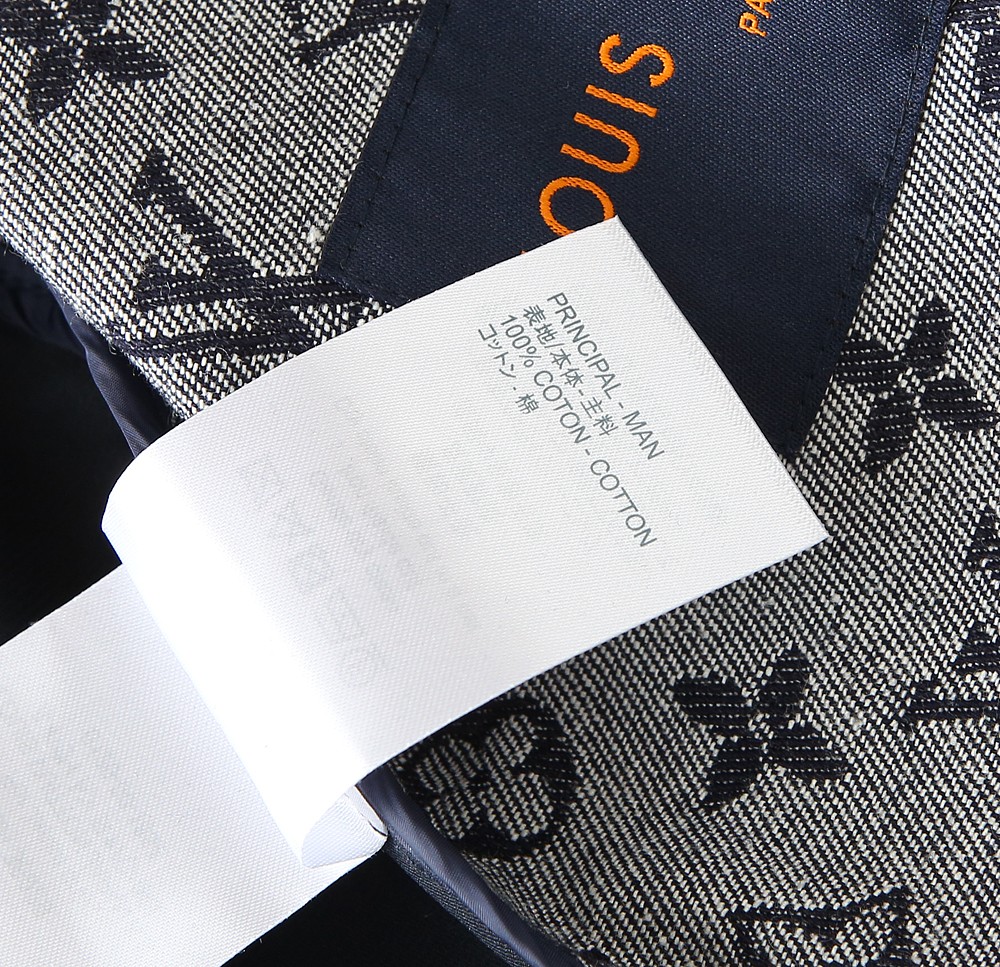 LOUIS
PA
PRINCIPAL - MAN
表地/本体-主料
100% COTON - COTTON
コットン - 棉